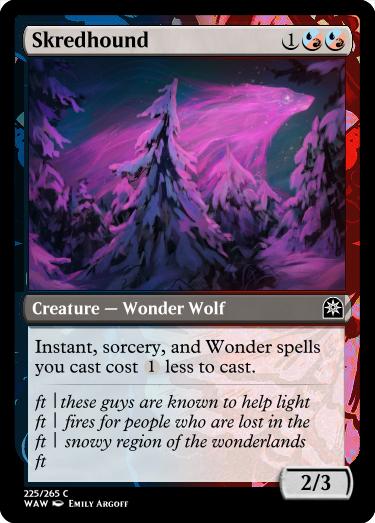 Skredhound 1
Creature — Wonder Wolf
Instant, sorcery, and Wonder spells
you cast cost 1 less to cast.
ft | these guys are known to help light
ft | fires for people who are lost in the
ft | snowy region of the wonderlands
ft
2/3
225/265 C
WAW Emily Argoff